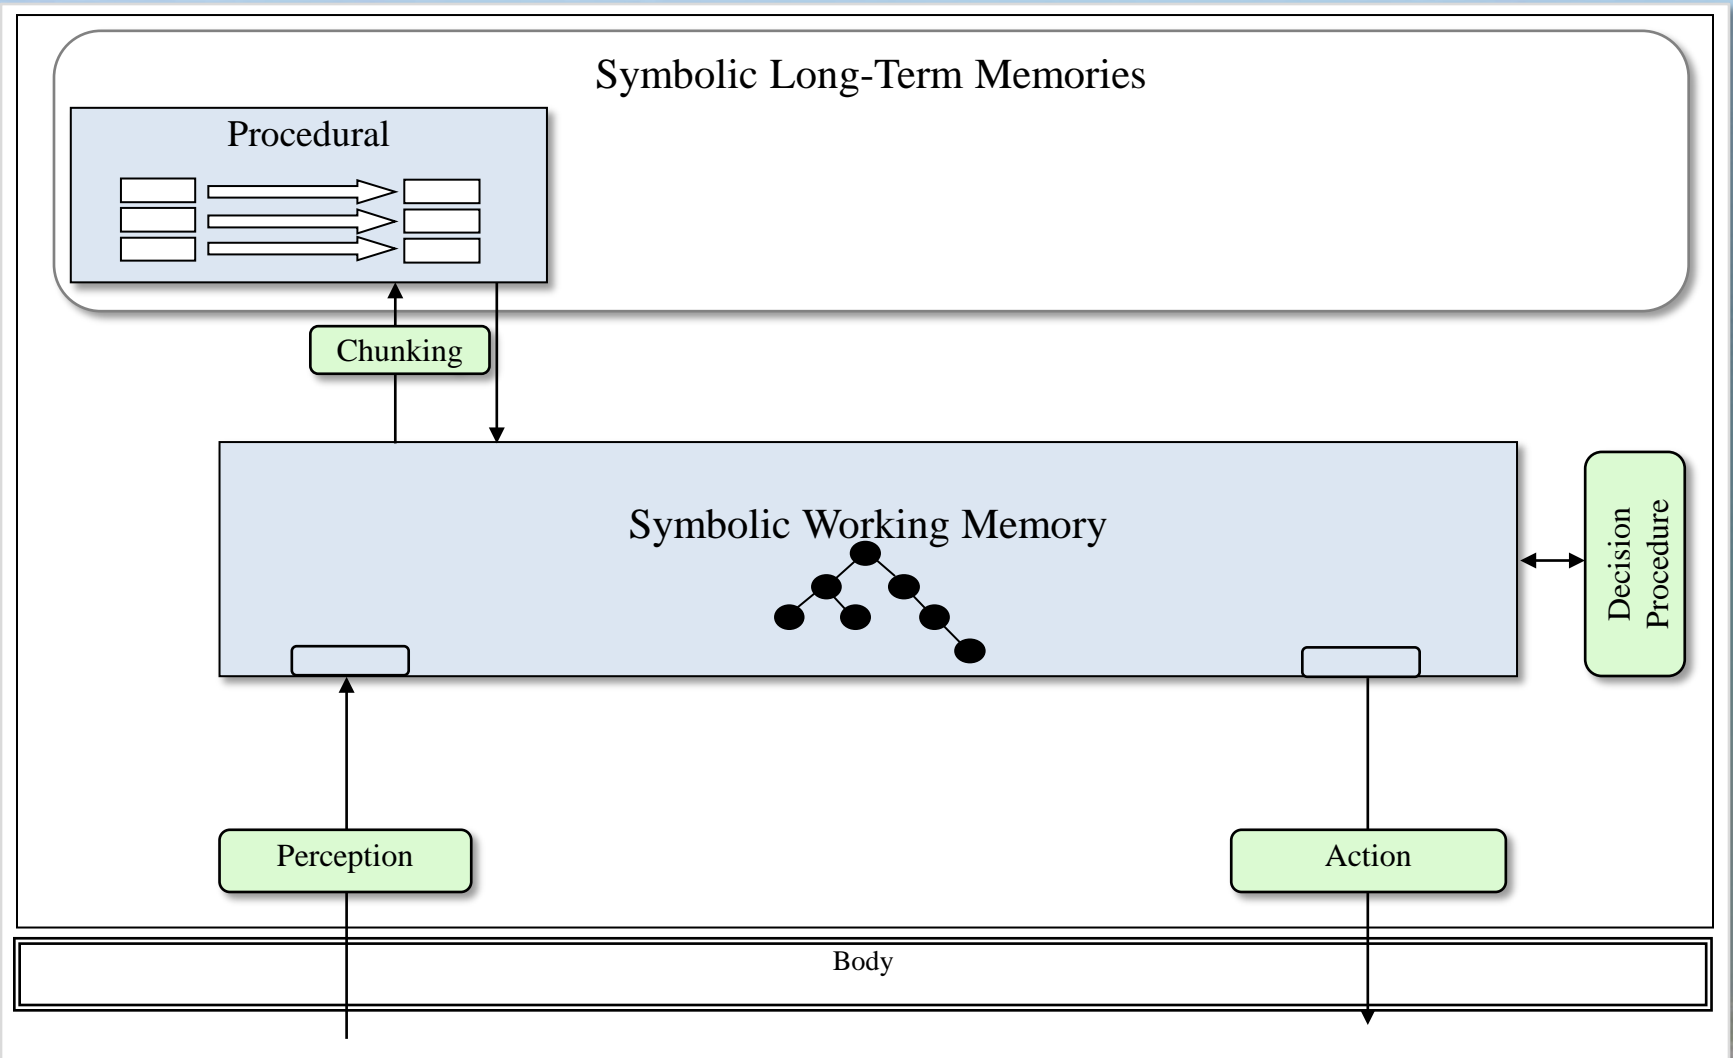 Symbolic Long-Term Memories
Procedural
Chunking
Symbolic Working Memory
Decision
Procedure
Perception
Action
Body